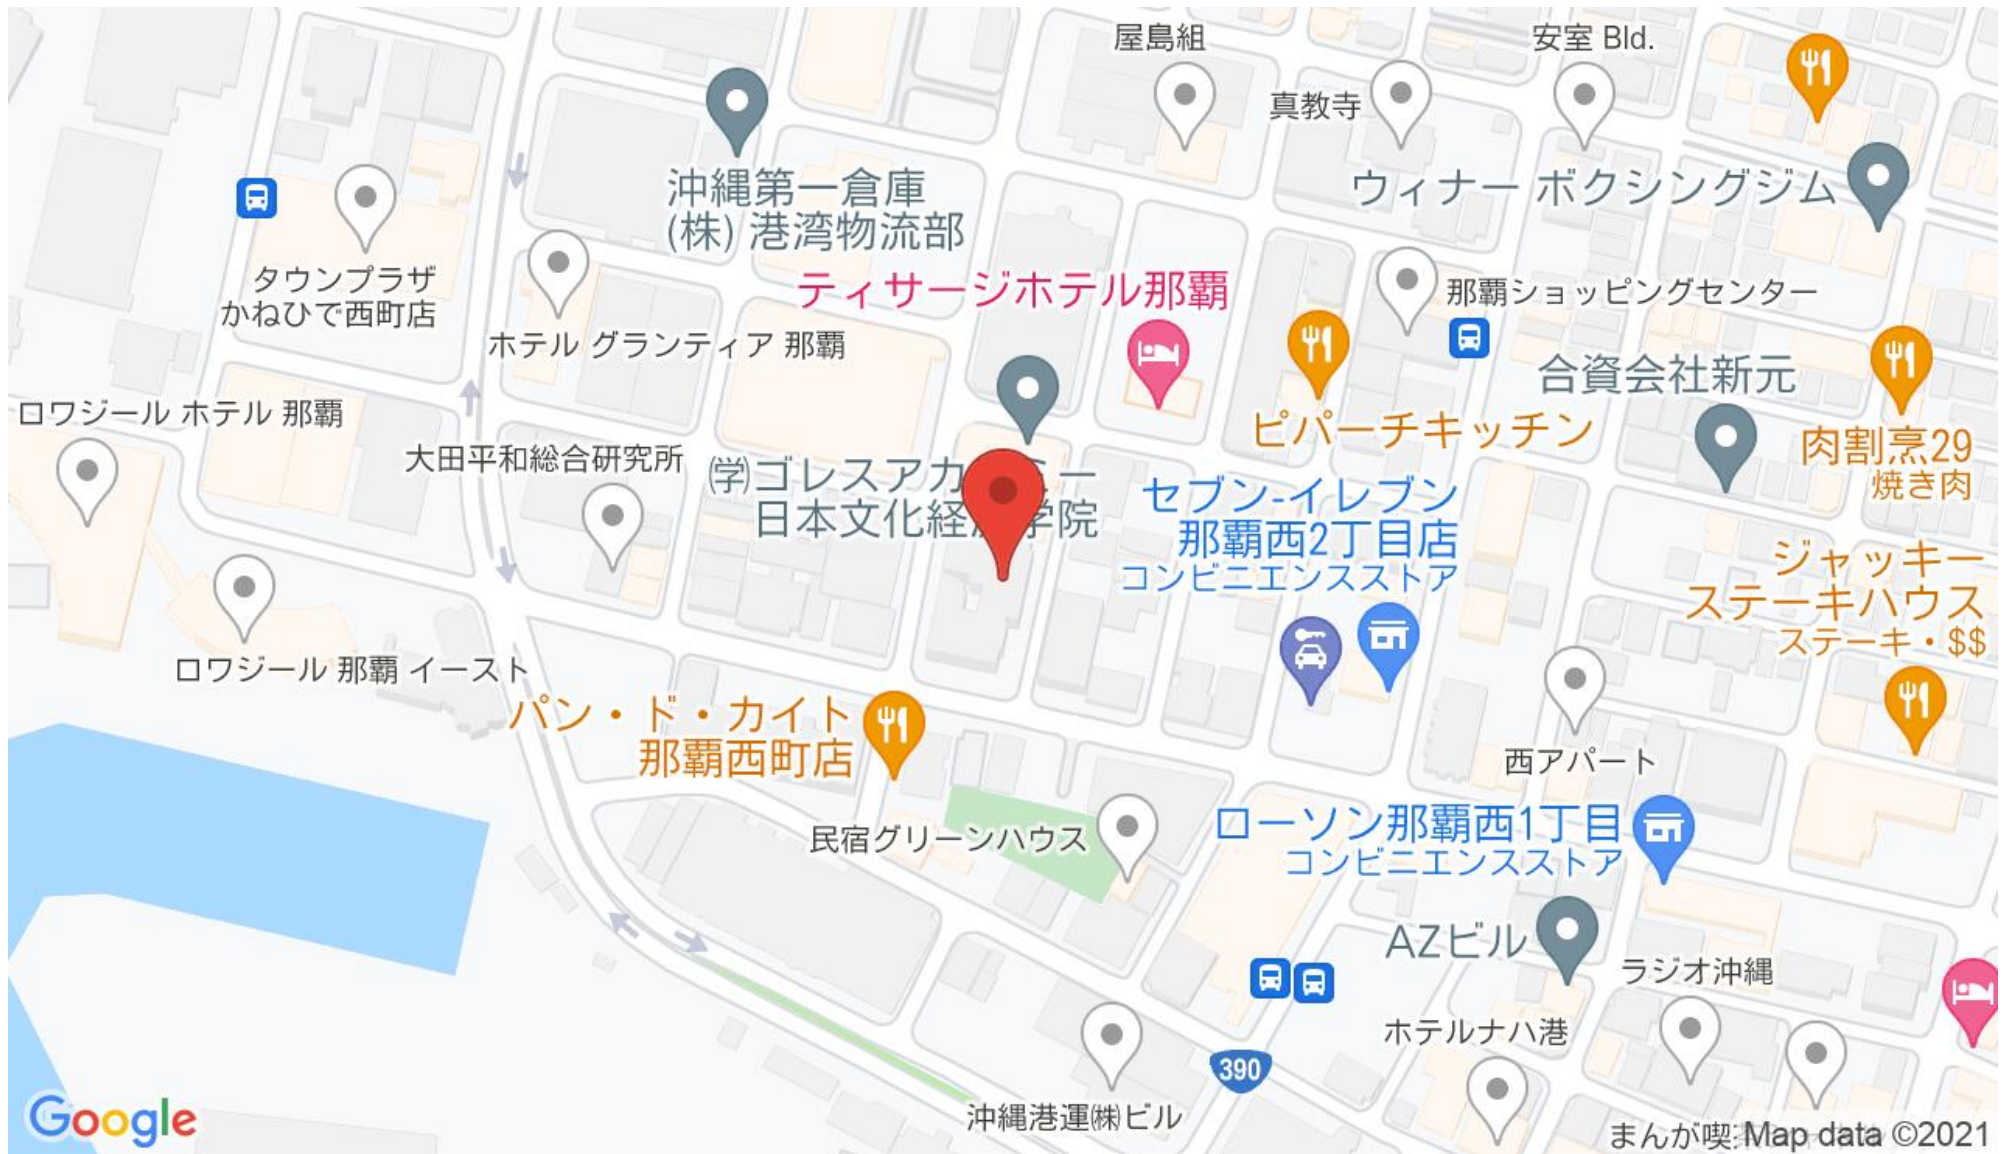 屋島組
安室 Bld.
真教寺
沖縄第一倉庫
(株) 港湾物流部
ウィナー ボクシングジム
タウンプラザ
かねひで西町店
ティサージホテル那覇
那覇ショッピングセンター
ホテル グランティア 那覇
合資会社新元
ロワジール ホテル 那覇
ピパーチキッチン
肉割烹29
焼き肉
大田平和総合研究所
㈻ゴレスアカ ミー
日本文化経 学院
セブン-イレブン
那覇西2丁目店
コンビニエンスストア
ジャッキー
ステーキハウス
ステーキ・$$
ロワジール 那覇 イースト
パン・ド・カイト
那覇西町店
西アパート
民宿グリーンハウス
ローソン那覇西1丁目
コンビニエンスストア
AZビル
ラジオ沖縄
ホテルナハ港
390
沖縄港運㈱ビル
Google
まんが喫
Map data ©2021